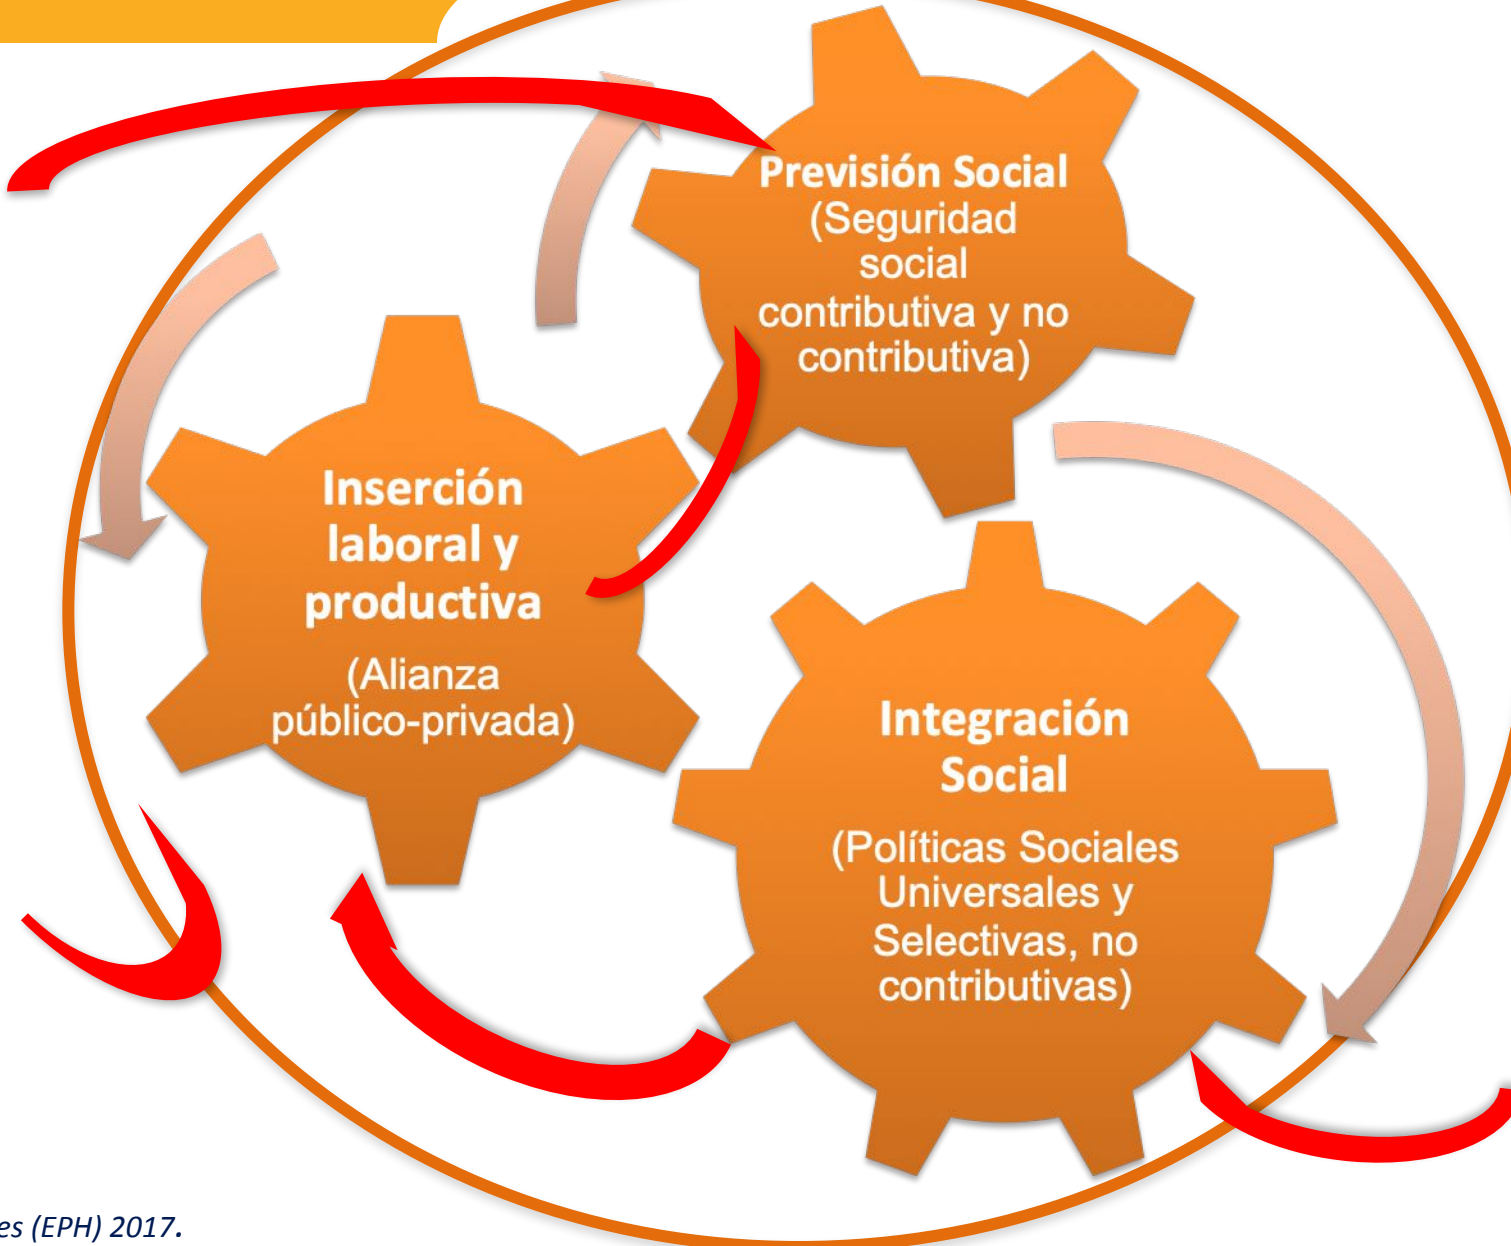 Previsión Social
(Seguridad
social
contributiva y no
contributiva)
Inserción
laboral y
productiva
(Alianza
público-privada)
Integración
Social
(Políticas Sociales
Universales y
Selectivas, no
contributivas)
es (EPH) 2017.